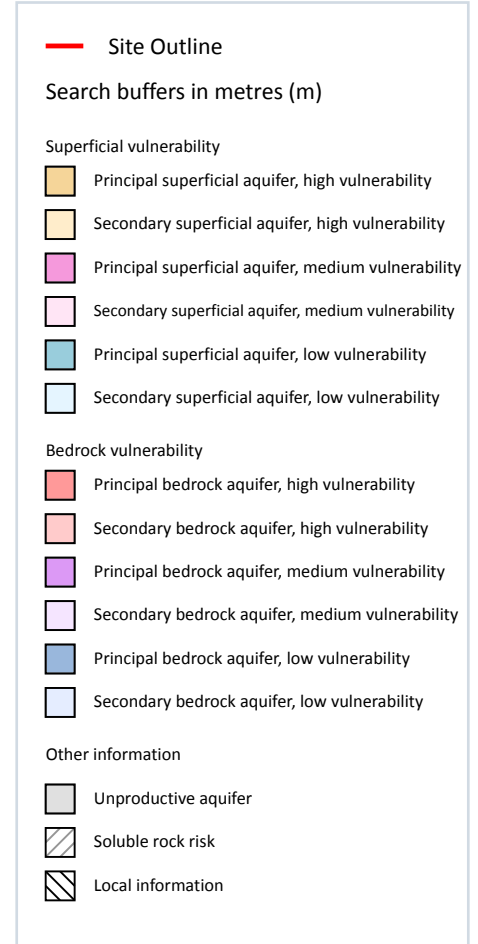 Site Outline
Search buffers in metres (m)
Superficial vulnerability
Principal superficial aquifer, high vulnerability
Secondary superficial aquifer, high vulnerability
Principal superficial aquifer, medium vulnerability
Secondary superficial aquifer, medium vulnerability
Principal superficial aquifer, low vulnerability
Secondary superficial aquifer, low vulnerability
Bedrock vulnerability
Principal bedrock aquifer, high vulnerability
Secondary bedrock aquifer, high vulnerability
Principal bedrock aquifer, medium vulnerability
Secondary bedrock aquifer, medium vulnerability
Principal bedrock aquifer, low vulnerability
Secondary bedrock aquifer, low vulnerability
Other information
Unproductive aquifer
Soluble rock risk
Local information